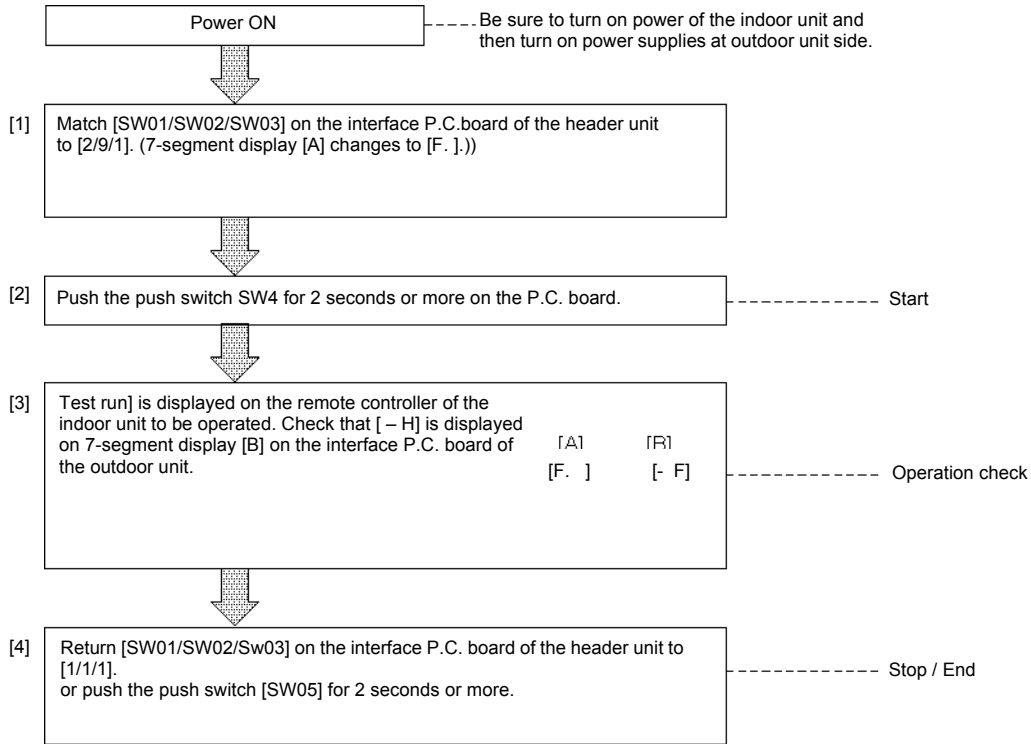 Power ON
Be sure to turn on power of the indoor unit and
then turn on power supplies at outdoor unit side.
[1]
Match [SW01/SW02/SW03] on the interface P.C.board of the header unit
to [2/9/1]. (7-segment display [A] changes to [F. ].))
[2]
Push the push switch SW4 for 2 seconds or more on the P.C. board.
Start
[3]
Test run] is displayed on the remote controller of the
indoor unit to be operated. Check that [ – H] is displayed
on 7-segment display [B] on the interface P.C. board of
the outdoor unit.
[A] [B]
[F. ] [- F]
Operation check
[4]
Return [SW01/SW02/Sw03] on the interface P.C. board of the header unit to
[1/1/1].
or push the push switch [SW05] for 2 seconds or more.
Stop / End